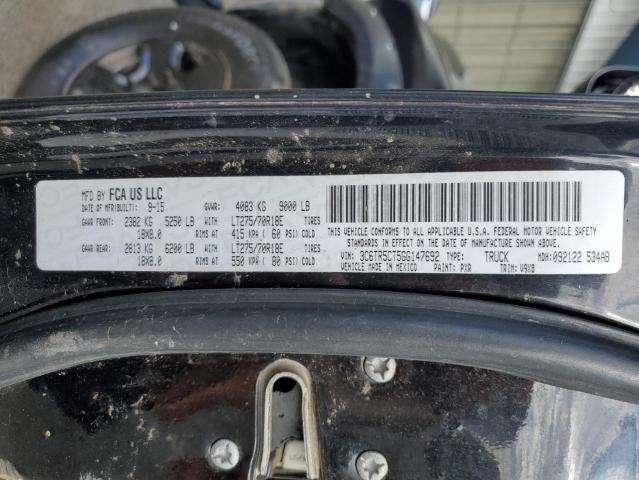 MFD BY FCA US LLC
DATE OF MFR(BUILT): 9-15 GVWR: 4083 KG 9000 LB
GAWR FRONT: 2382 KG 5250 LB WITH LT275/70R18E TIRES
18X8.0 RIMS AT 415 KPA ( 60 PSI) COLD
GAWR REAR: 2813 KG 6200 LB WITH LT275/70R18E TIRES
18X8.0 RIMS AT 550 KPA ( 80 PSI) COLD
THIS VEHICLE CONFORMS TO ALL APPLICABLE U.S.A. FEDERAL MOTOR VEHICLE SAFETY
STANDARDS IN EFFECT ON THE DATE OF MANUFACTURE SHOWN ABOVE.
VIN: 3C6TR5CT5GG147692 TYPE: TRUCK MDH: 092122 534AB
VEHICLE MADE IN MEXICO PAINT: PXR TRIM: V9X8